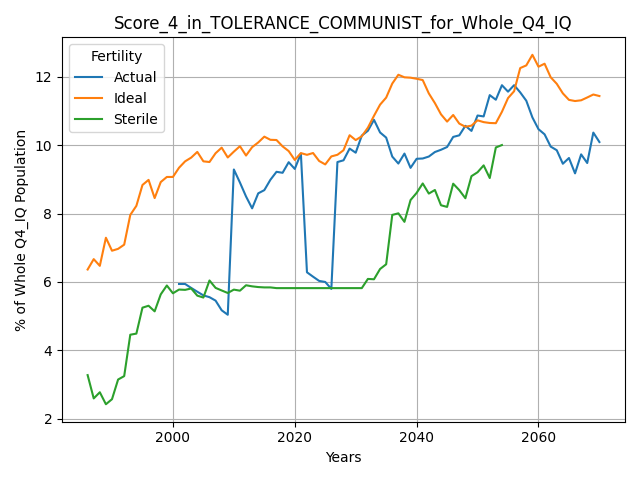 Score_4_in_TOLERANCE_COMMUNIST_for_Whole_Q4_IQ
Fertility
Actual
Ideal
Sterile
% of Whole Q4_IQ Population
12
10
8
6
4
2
2000
2020
2040
2060
Years